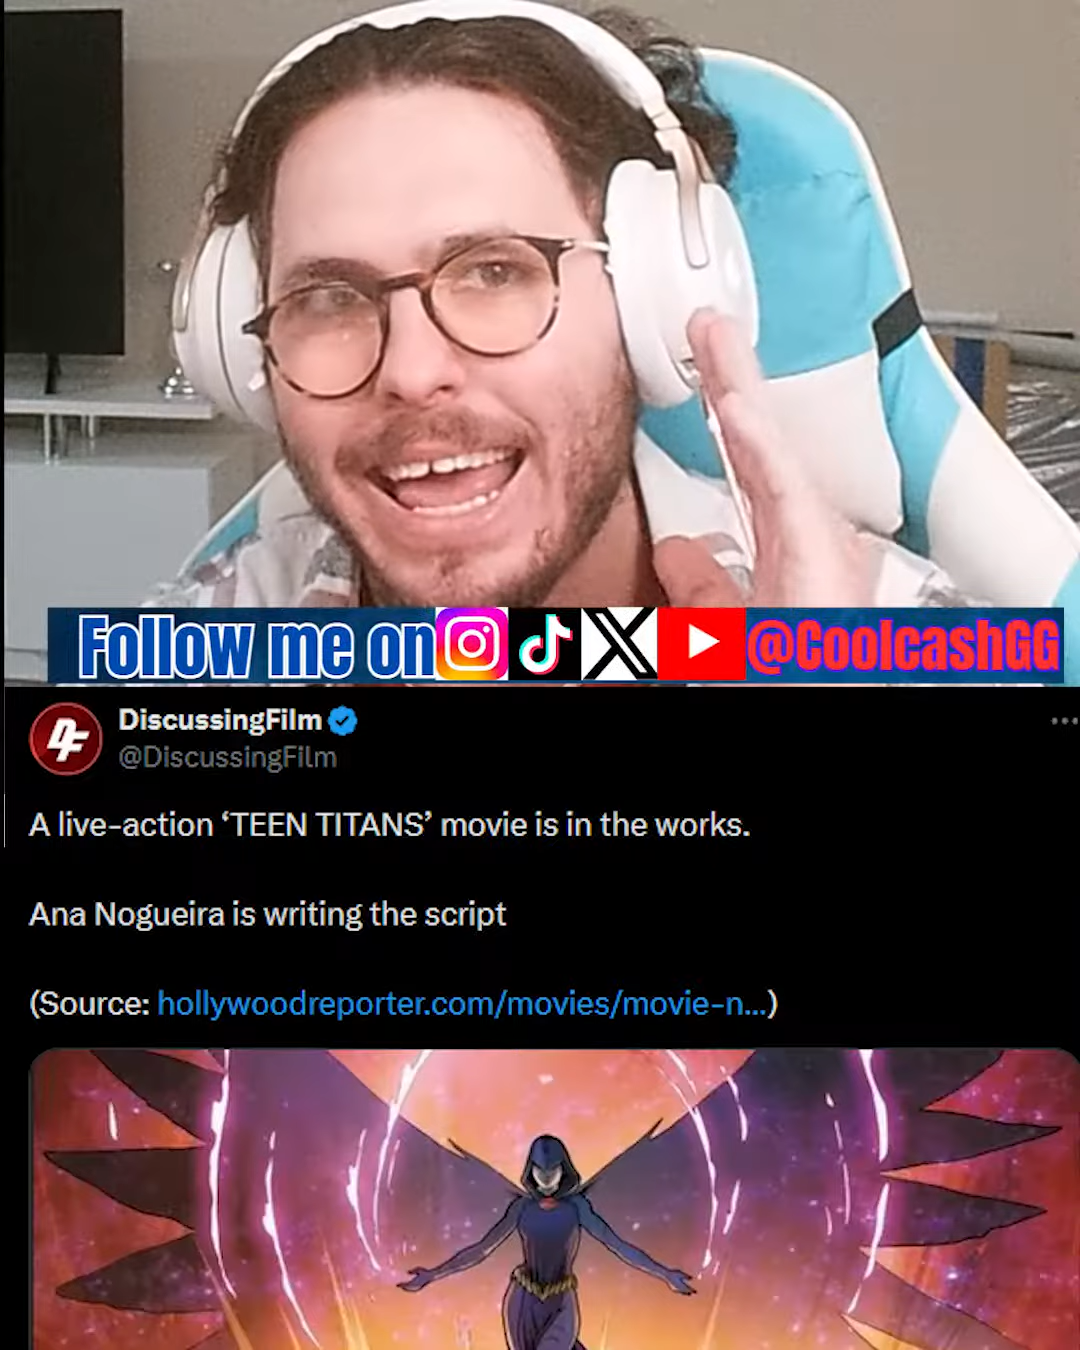 Follow me on @CoolcashGG
DiscussingFilm
@DiscussingFilm
A live-action ‘TEEN TITANS’ movie is in the works.
Ana Nogueira is writing the script
(Source: hollywoodreporter.com/movies/movie-n...)